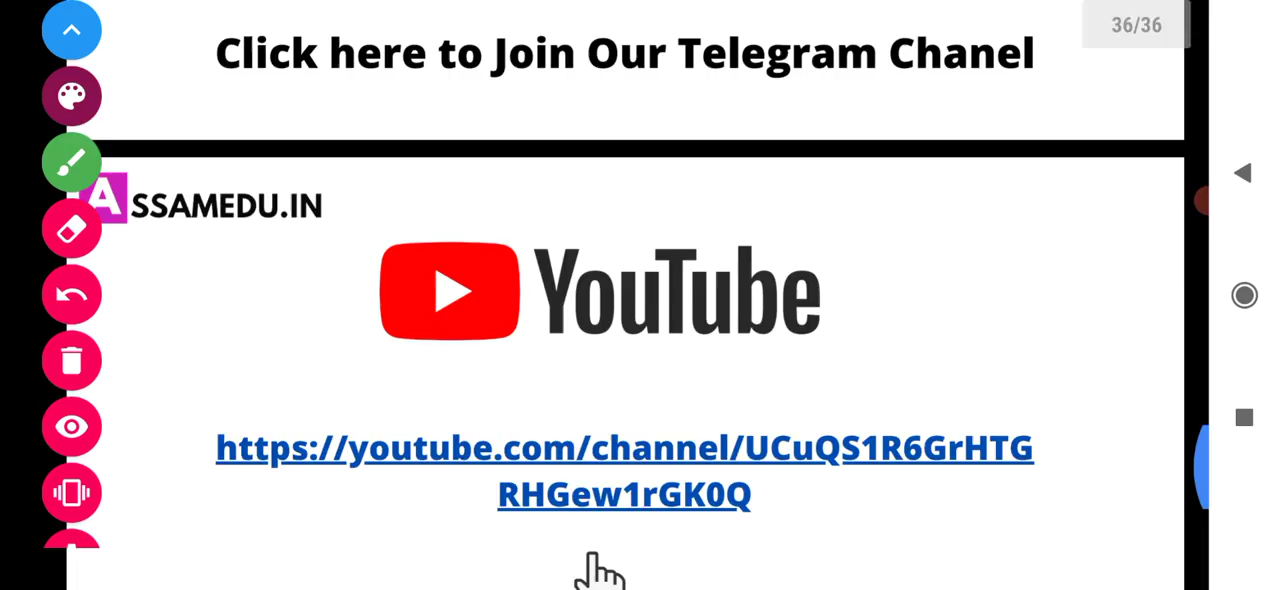 36/36
Click here to Join Our Telegram Chanel
ASSAMEDU.IN
YouTube
https://youtube.com/channel/UCuQS1R6GrHTG
RHGew1rGK0Q